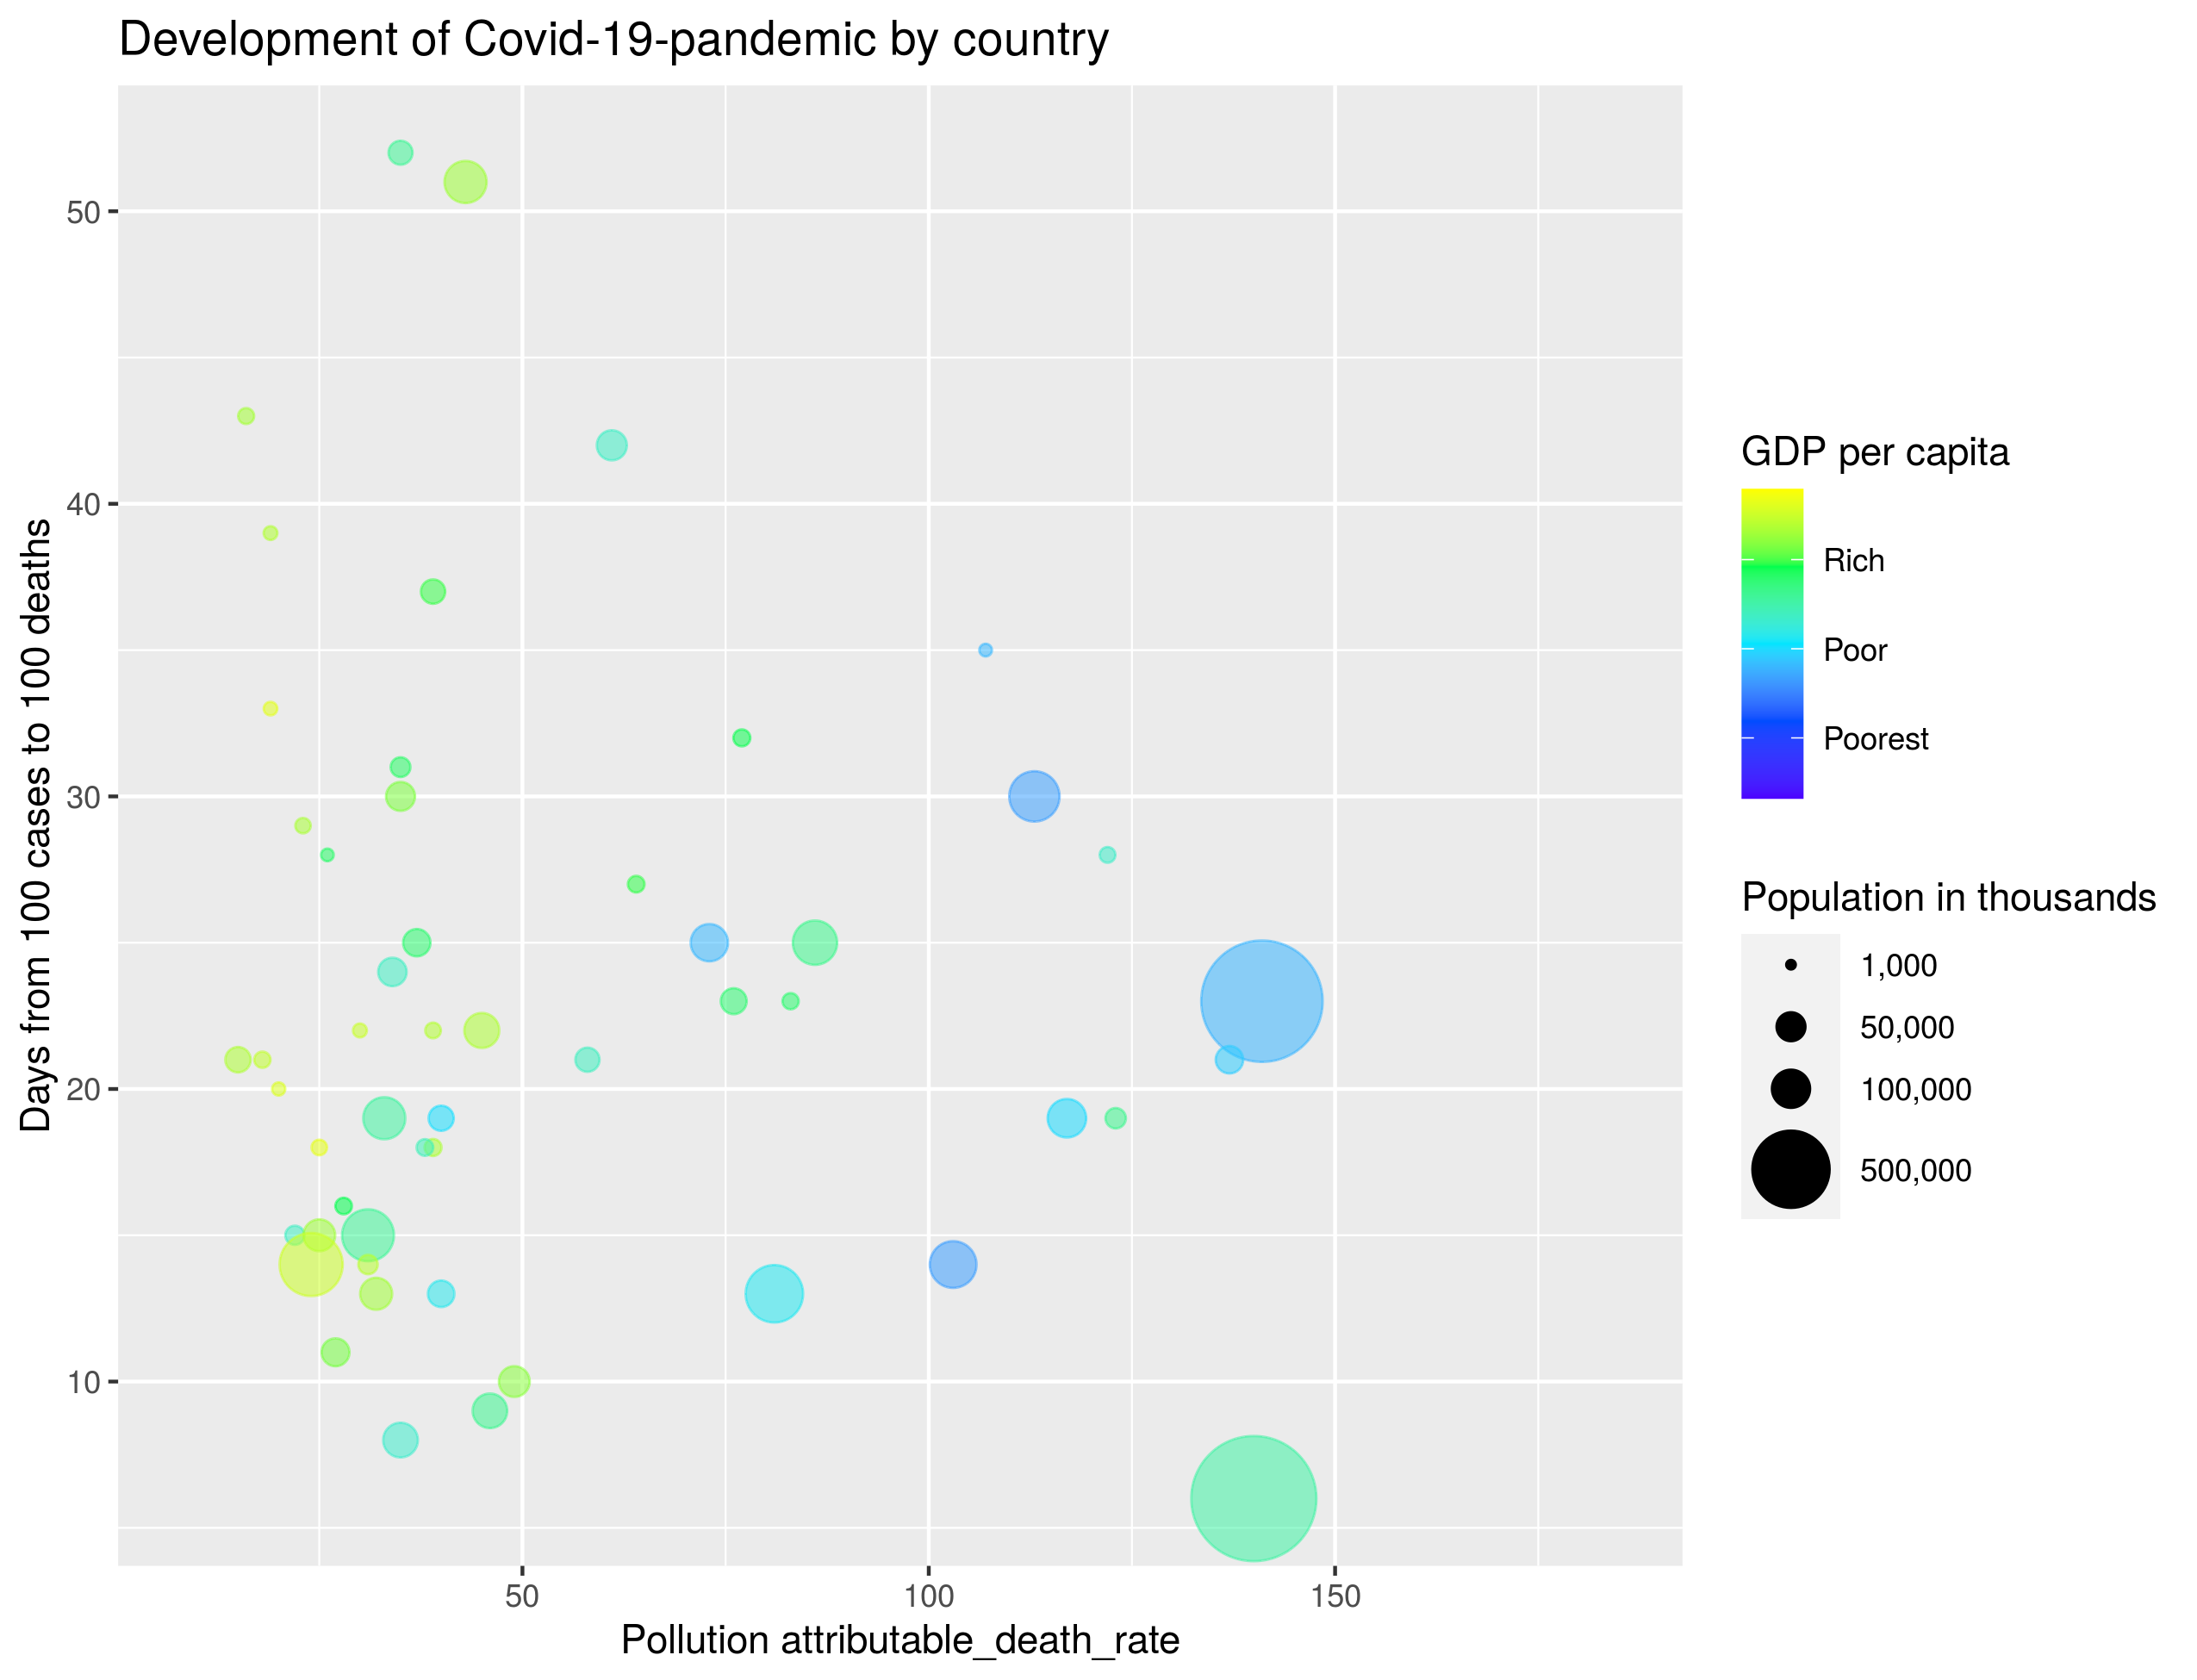 Development of Covid-19-pandemic by country
Days from 100 cases to 100 deaths
50
40
30
20
10
50
100
150
Pollution attributable_death_rate
GDP per capita
Rich
Poor
Poorest
Population in thousands
1,000
50,000
100,000
500,000